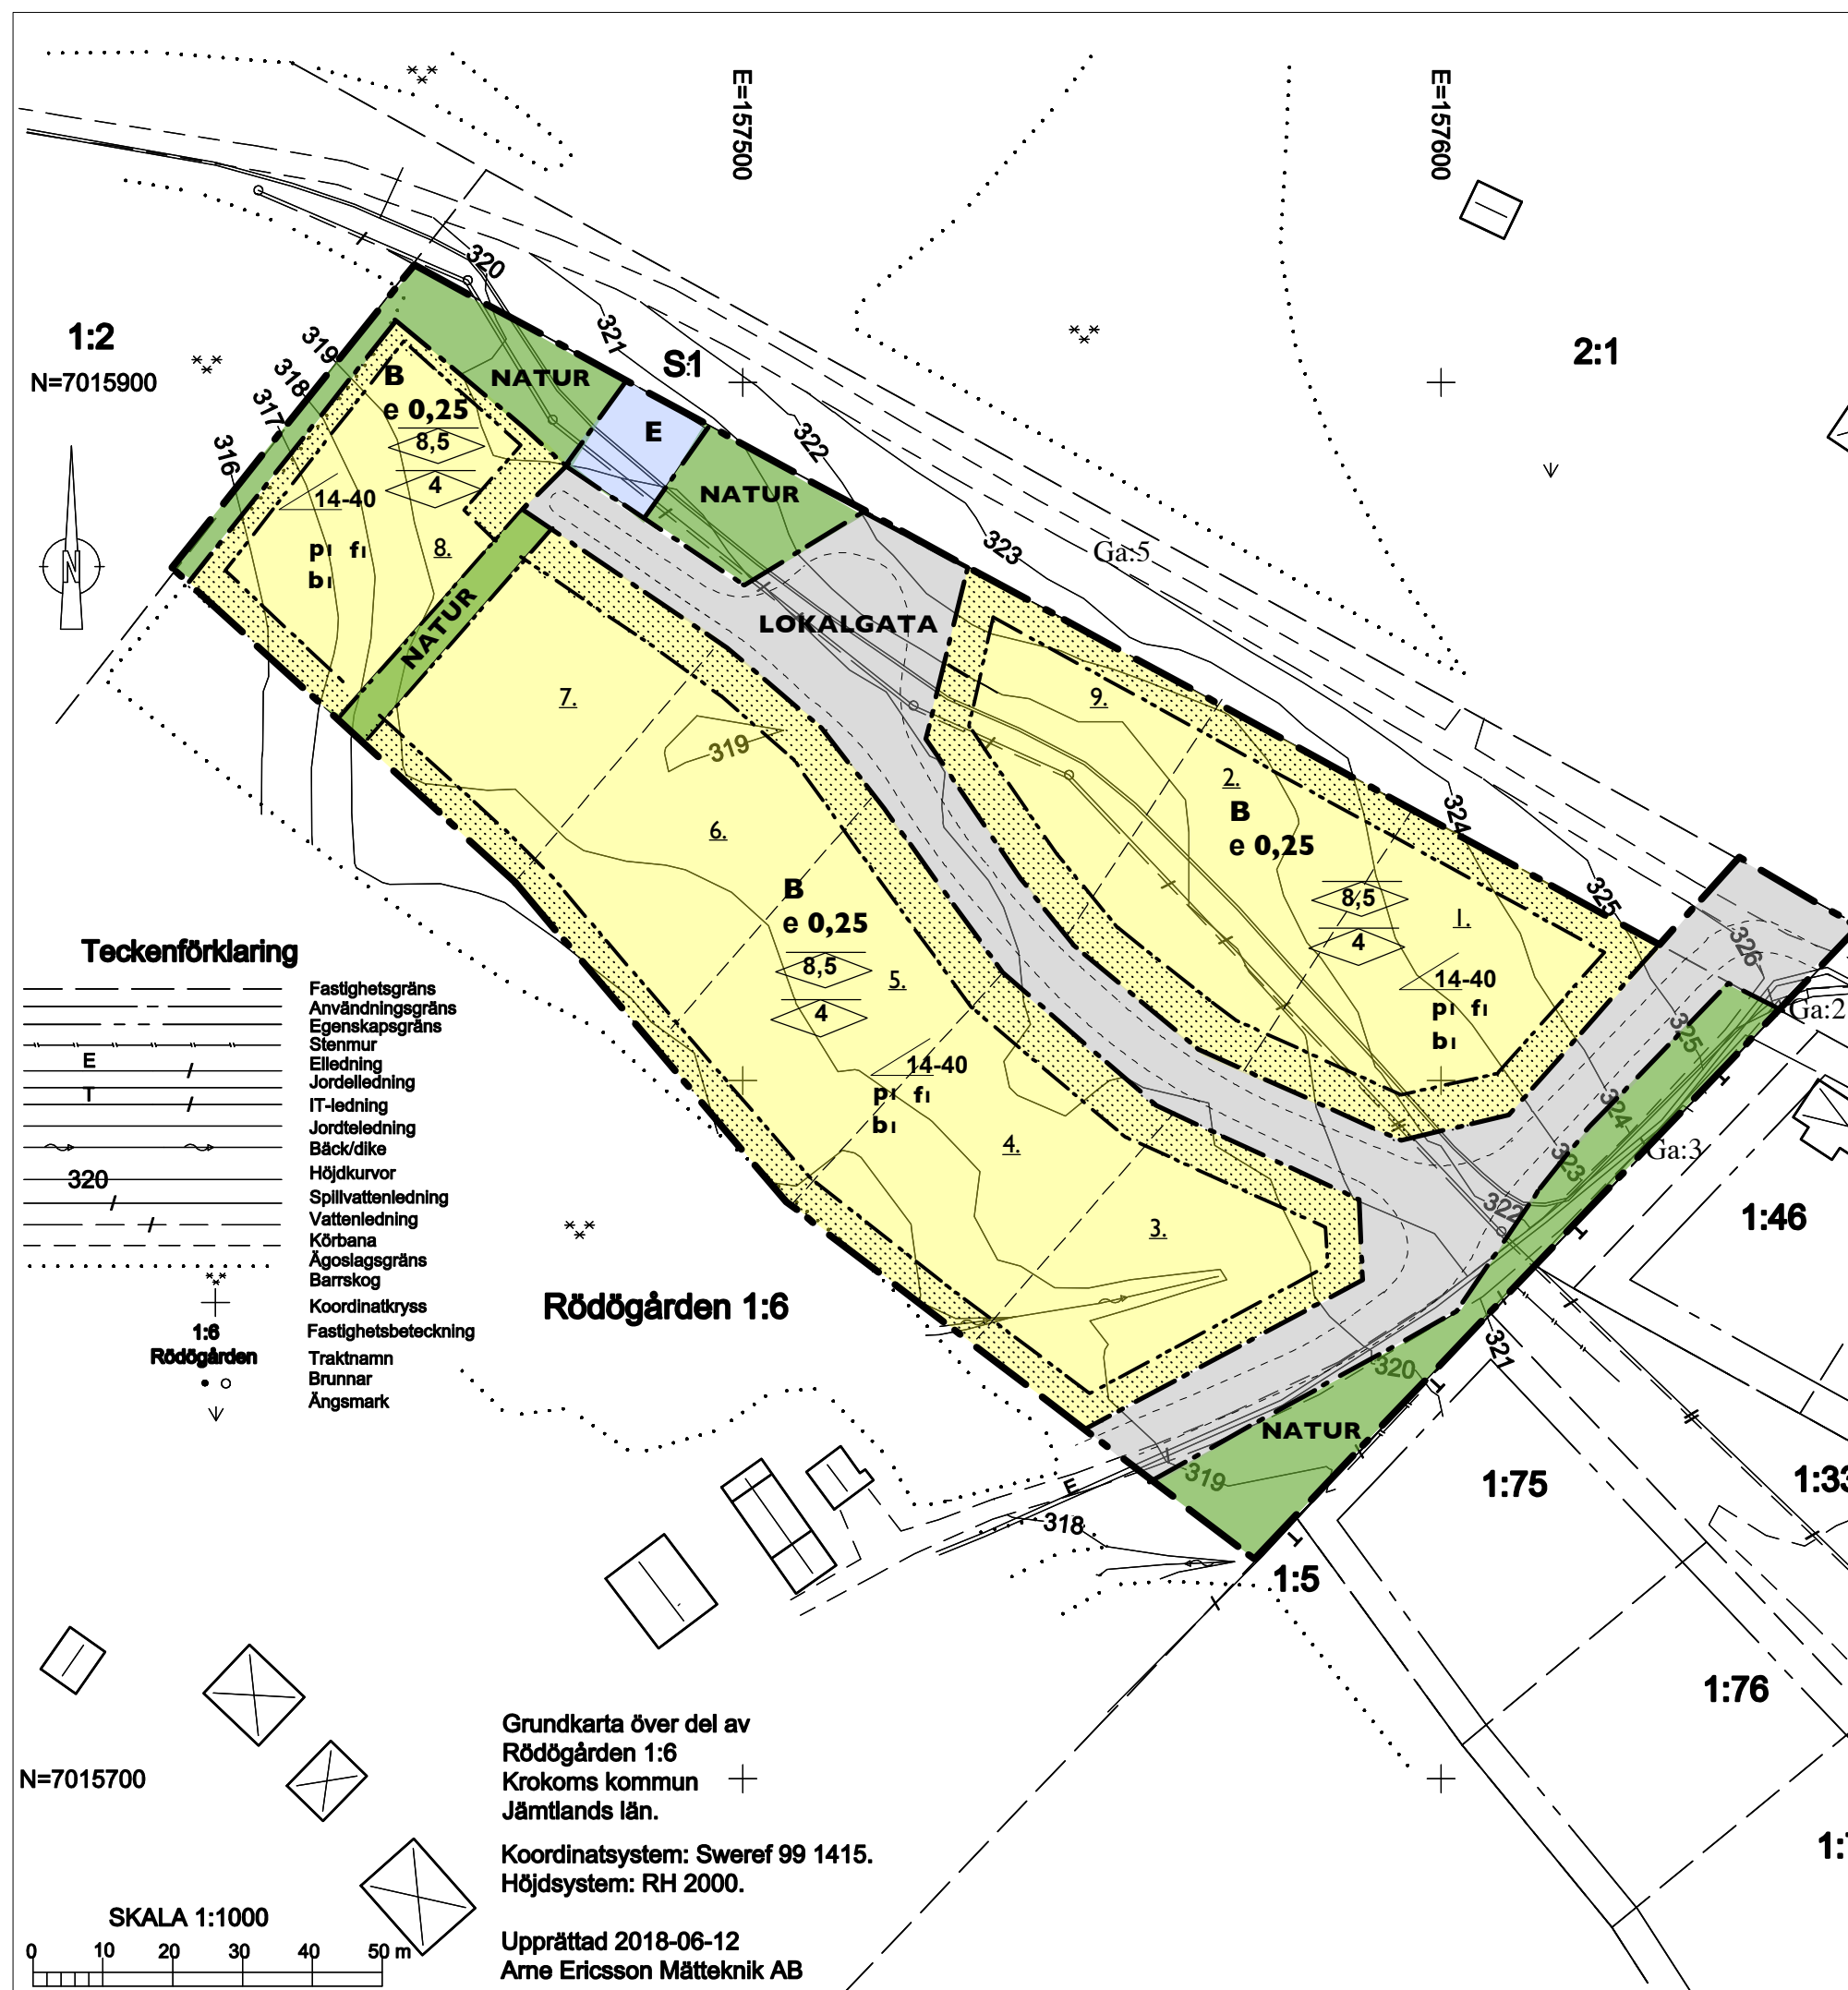 E=157500
E=157600
320
321
1:2
N=7015900
S:1
2:1
319
318
317
316
B
e 0,25
8,5
4
14-40
p₁ f₁
b₁
8.
NATUR
E
322
NATUR
323
Ga:5
LOKALGATA
NATUR
7.
319
6.
9.
2.
B
e 0,25
8,5
4
1.
14-40
p₁ f₁
b₁
324
325
326
325
324
323
322
Ga:2
Ga:3
B
e 0,25
8,5
4
5.
14-40
p₁ f₁
b₁
4.
3.
1:46
Teckenförklaring
Fastighetsgräns
Användningsgräns
Egenskapsgräns
Stenmur
E Elledning
Jordelledning
T IT-ledning
Jordteledning
Bäck/dike
320 Höjdkurvor
Spillvattenledning
Vattenledning
Körbana
Ägoslagsgräns
Barrskog
Koordinatkryss
1:6 Fastighetsbeteckning
Rödögården Traktnamn
Brunnar
Ängsmark
Rödögården 1:6
321
320
NATUR
319
E
318
1:75
1:33
1:5
1:76
N=7015700
Grundkarta över del av
Rödögården 1:6
Krokoms kommun
Jämtlands län.
Koordinatsystem: Sweref 99 1415.
Höjdsystem: RH 2000.
Upprättad 2018-06-12
Arne Ericsson Mätteknik AB
SKALA 1:1000
0 10 20 30 40 50 m
N